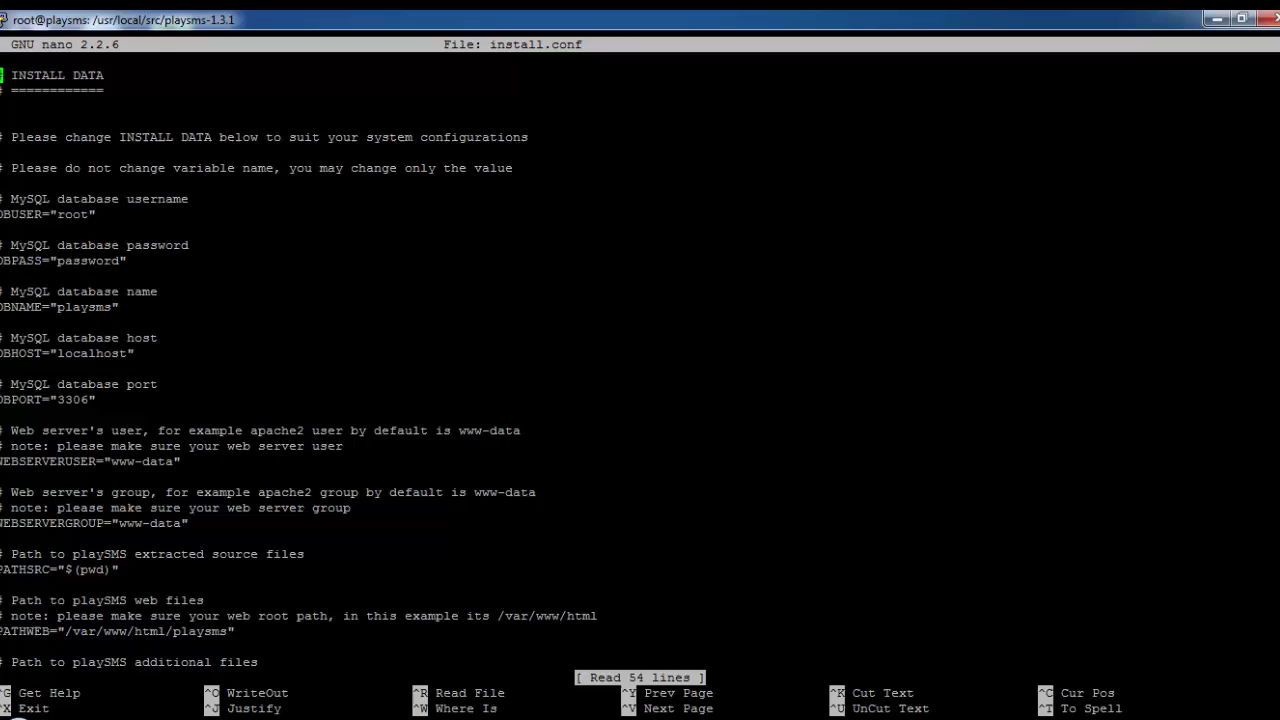 root@playsms: /usr/local/src/playsms-1.3.1
GNU nano 2.2.6 File: install.conf
# INSTALL DATA
# ============
# Please change INSTALL DATA below to suit your system configurations
# Please do not change variable name, you may change only the value
# MySQL database username
DBUSER="root"
# MySQL database password
DBPASS="password"
# MySQL database name
DBNAME="playsms"
# MySQL database host
DBHOST="localhost"
# MySQL database port
DBPORT="3306"
# Web server's user, for example apache2 user by default is www-data
# note: please make sure your web server user
WEBSERVERUSER="www-data"
# Web server's group, for example apache2 group by default is www-data
# note: please make sure your web server group
WEBSERVERGROUP="www-data"
# Path to playSMS extracted source files
PATHSRC="$(pwd)"
# Path to playSMS web files
# note: please make sure your web root path, in this example its /var/www/html
PATHWEB="/var/www/html/playsms"
# Path to playSMS additional files
[ Read 54 lines ]
^G Get Help ^O WriteOut ^R Read File ^Y Prev Page ^K Cut Text ^C Cur Pos
^X Exit ^J Justify ^W Where Is ^V Next Page ^U UnCut Text ^T To Spell